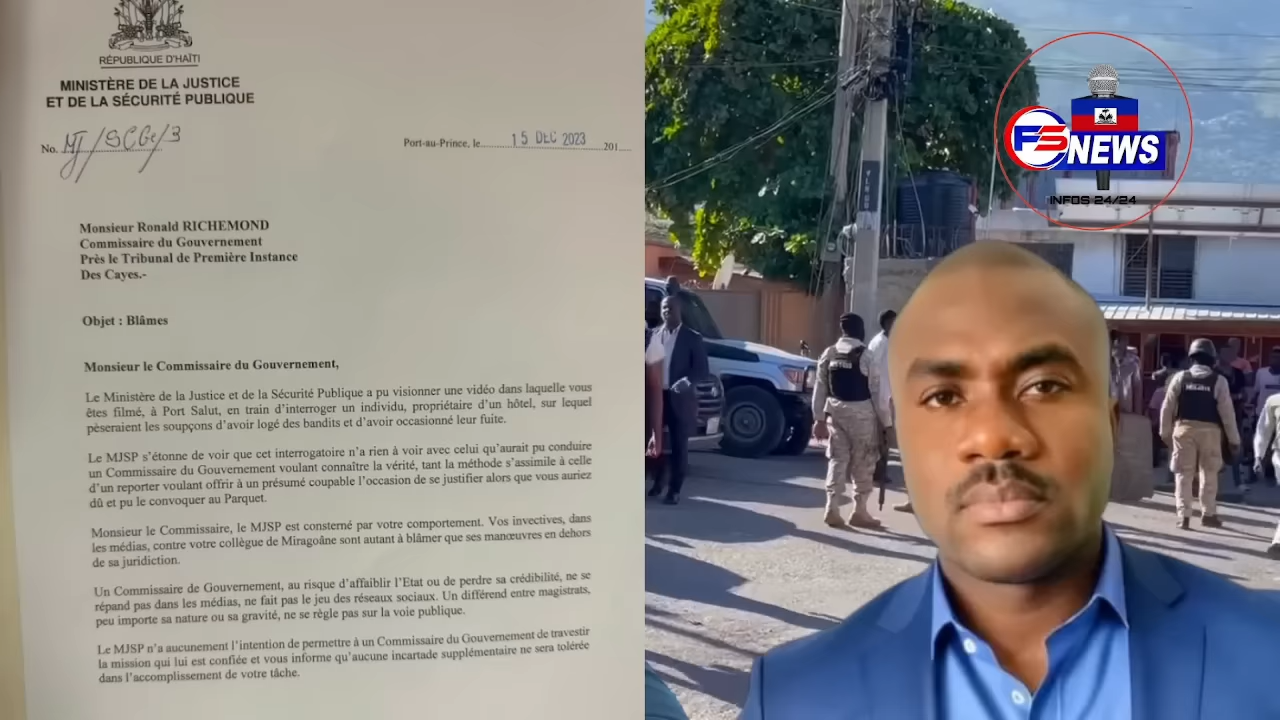 RÉPUBLIQUE D'HAÏTI
MINISTÈRE DE LA JUSTICE
ET DE LA SÉCURITÉ PUBLIQUE
No. MJ/SCGG/3
Port-au-Prince, le 15 DEC 2023 201
Monsieur Ronald RICHEMOND
Commissaire du Gouvernement
Près le Tribunal de Première Instance
Des Cayes.-
Objet : Blâmes
Monsieur le Commissaire du Gouvernement,
Le Ministère de la Justice et de la Sécurité Publique a pu visionner une vidéo dans laquelle vous
êtes filmé, à Port Salut, en train d'interroger un individu, propriétaire d'un hôtel, sur lequel
pèseraient les soupçons d'avoir logé des bandits et d'avoir occasionné leur fuite.
Le MJSP s'étonne de voir que cet interrogatoire n'a rien à voir avec celui qu'aurait pu conduire
un Commissaire du Gouvernement voulant connaître la vérité, tant la méthode s'assimile à celle
d'un reporter voulant offrir à un présumé coupable l'occasion de se justifier alors que vous auriez
dû et pu le convoquer au Parquet.
Monsieur le Commissaire, le MJSP est consterné par votre comportement. Vos invectives, dans
les médias, contre votre collègue de Miragoâne sont autant à blâmer que ses manœuvres en dehors
de sa juridiction.
Un Commissaire de Gouvernement, au risque d'affaiblir l'Etat ou de perdre sa crédibilité, ne se
répand pas dans les médias, ne fait pas le jeu des réseaux sociaux. Un différend entre magistrats,
peu importe sa nature ou sa gravité, ne se règle pas sur la voie publique.
Le MJSP n'a aucunement l'intention de permettre à un Commissaire du Gouvernement de travestir
la mission qui lui est confiée et vous informe qu'aucune incartade supplémentaire ne sera tolérée
dans l'accomplissement de votre tâche.
FS NEWS
INFOS 24/24